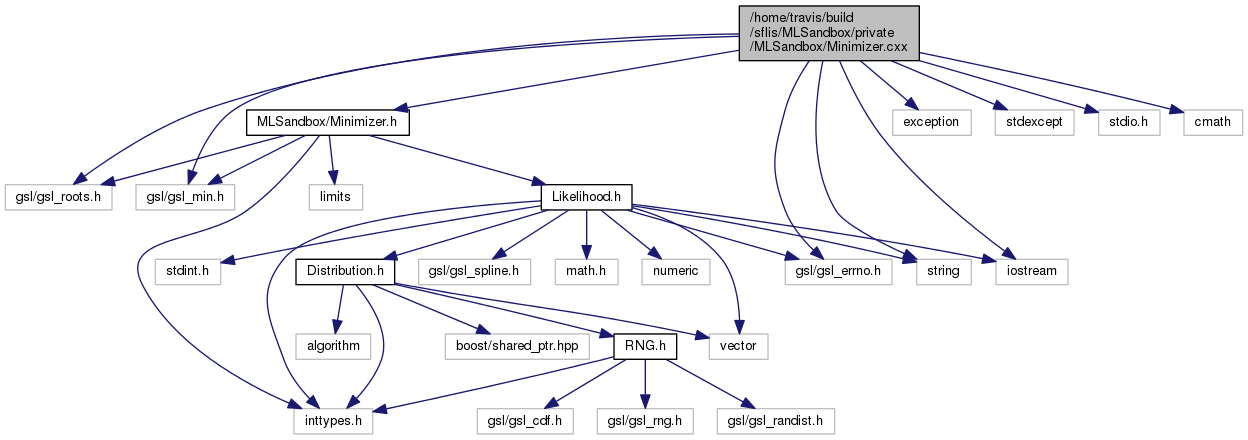 /home/travis/build
/sflis/MLSandbox/private
/MLSandbox/Minimizer.cxx
MLSandbox/Minimizer.h
exception
stdexcept
stdio.h
cmath
gsl/gsl_roots.h
gsl/gsl_min.h
limits
Likelihood.h
stdint.h
Distribution.h
gsl/gsl_spline.h
math.h
numeric
gsl/gsl_errno.h
string
iostream
algorithm
boost/shared_ptr.hpp
RNG.h
vector
inttypes.h
gsl/gsl_cdf.h
gsl/gsl_rng.h
gsl/gsl_randist.h